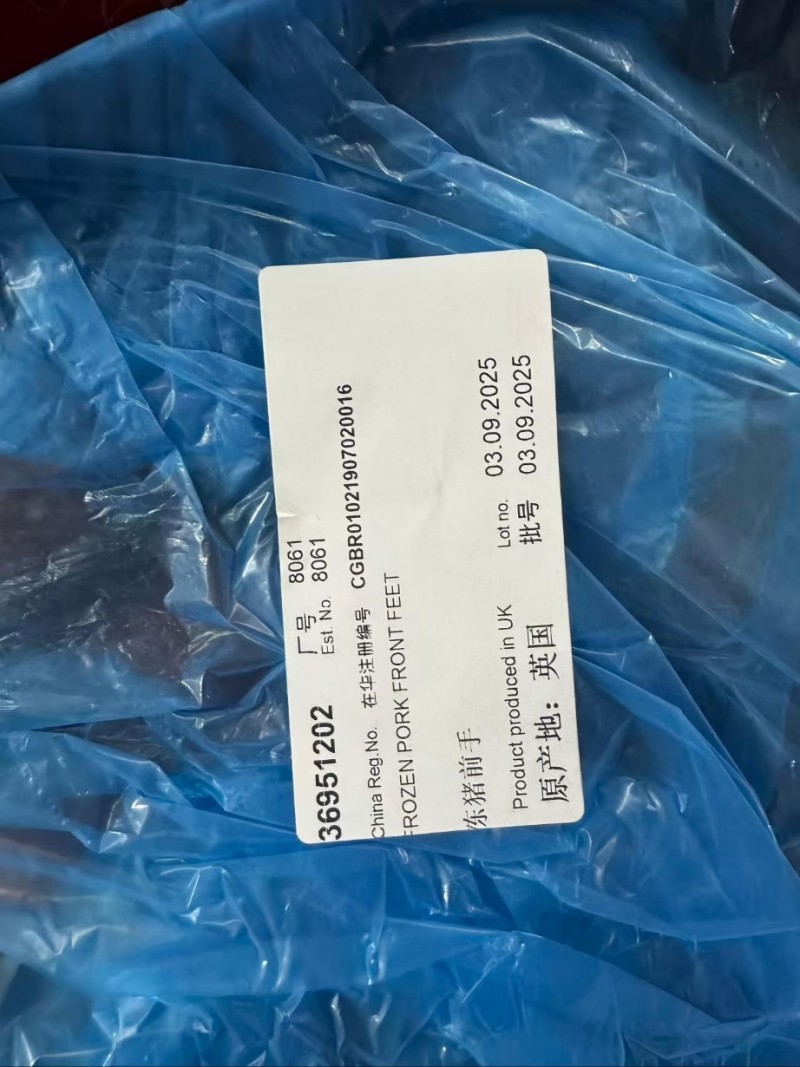 36951202
厂号 8061
Est. No. 8061
China Reg.No. 在华注册编号 CGBR01021907020016
FROZEN PORK FRONT FEET
冻猪前手
Product produced in UK Lot no. 03.09.2025
原产地: 英国 批号 03.09.2025